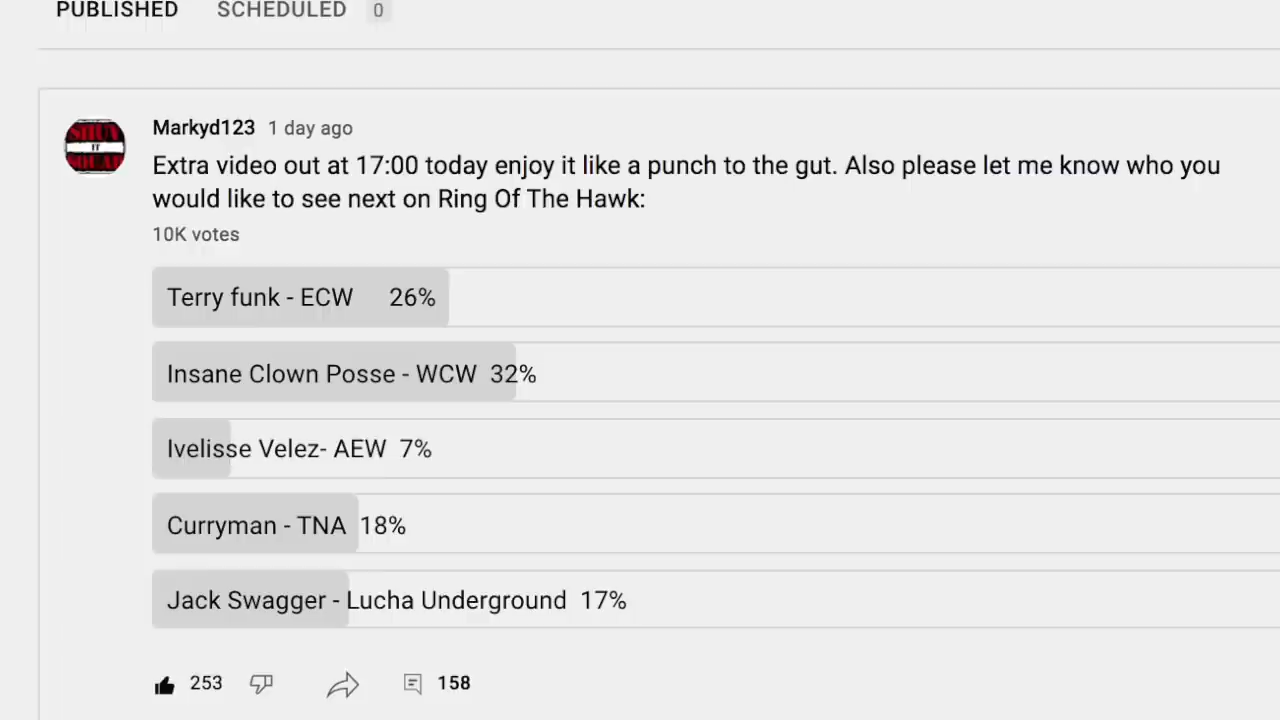 PUBLISHED SCHEDULED 0
Markyd123 1 day ago
Extra video out at 17:00 today enjoy it like a punch to the gut. Also please let me know who you
would like to see next on Ring Of The Hawk:
10K votes
Terry funk - ECW 26%
Insane Clown Posse - WCW 32%
Ivelisse Velez- AEW 7%
Curryman - TNA 18%
Jack Swagger - Lucha Underground 17%
253 158